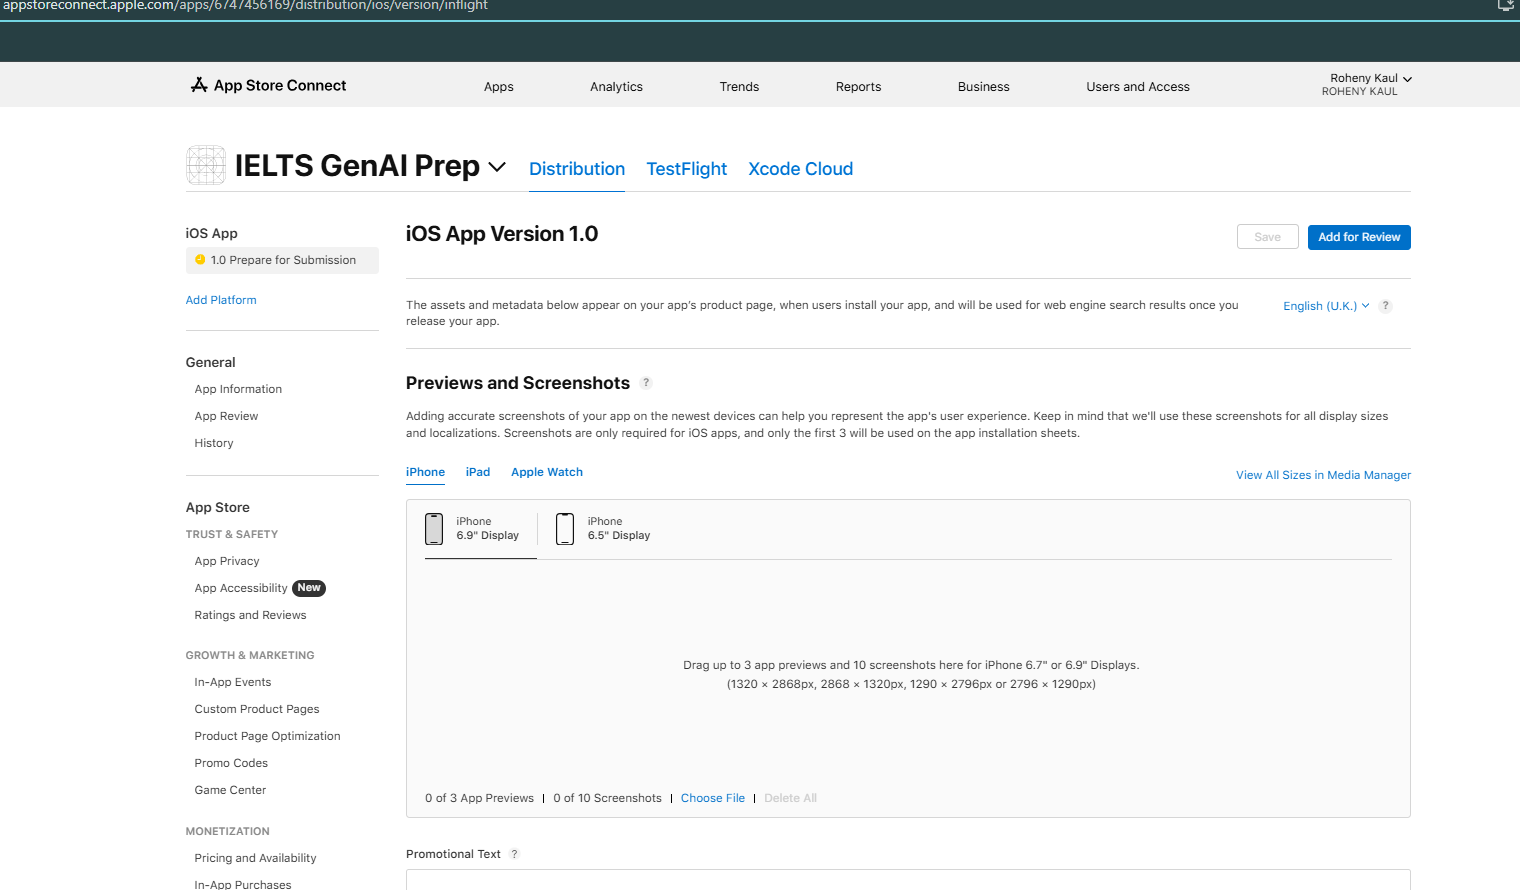 appstoreconnect.apple.com/apps/6747456169/distribution/ios/version/inflight
App Store Connect
Apps
Analytics
Trends
Reports
Business
Users and Access
Roheny Kaul
ROHENY KAUL
IELTS GenAI Prep
Distribution
TestFlight
Xcode Cloud
iOS App
1.0 Prepare for Submission
Add Platform
General
App Information
App Review
History
App Store
TRUST & SAFETY
App Privacy
App Accessibility New
Ratings and Reviews
GROWTH & MARKETING
In-App Events
Custom Product Pages
Product Page Optimization
Promo Codes
Game Center
MONETIZATION
Pricing and Availability
In-App Purchases
iOS App Version 1.0
Save
Add for Review
The assets and metadata below appear on your app's product page, when users install your app, and will be used for web engine search results once you
release your app.
English (U.K.)
?
Previews and Screenshots ?
Adding accurate screenshots of your app on the newest devices can help you represent the app's user experience. Keep in mind that we'll use these screenshots for all display sizes
and localizations. Screenshots are only required for iOS apps, and only the first 3 will be used on the app installation sheets.
iPhone
iPad
Apple Watch
View All Sizes in Media Manager
iPhone
6.9" Display
iPhone
6.5" Display
Drag up to 3 app previews and 10 screenshots here for iPhone 6.7" or 6.9" Displays.
(1320 × 2868px, 2868 × 1320px, 1290 × 2796px or 2796 × 1290px)
0 of 3 App Previews | 0 of 10 Screenshots | Choose File | Delete All
Promotional Text ?